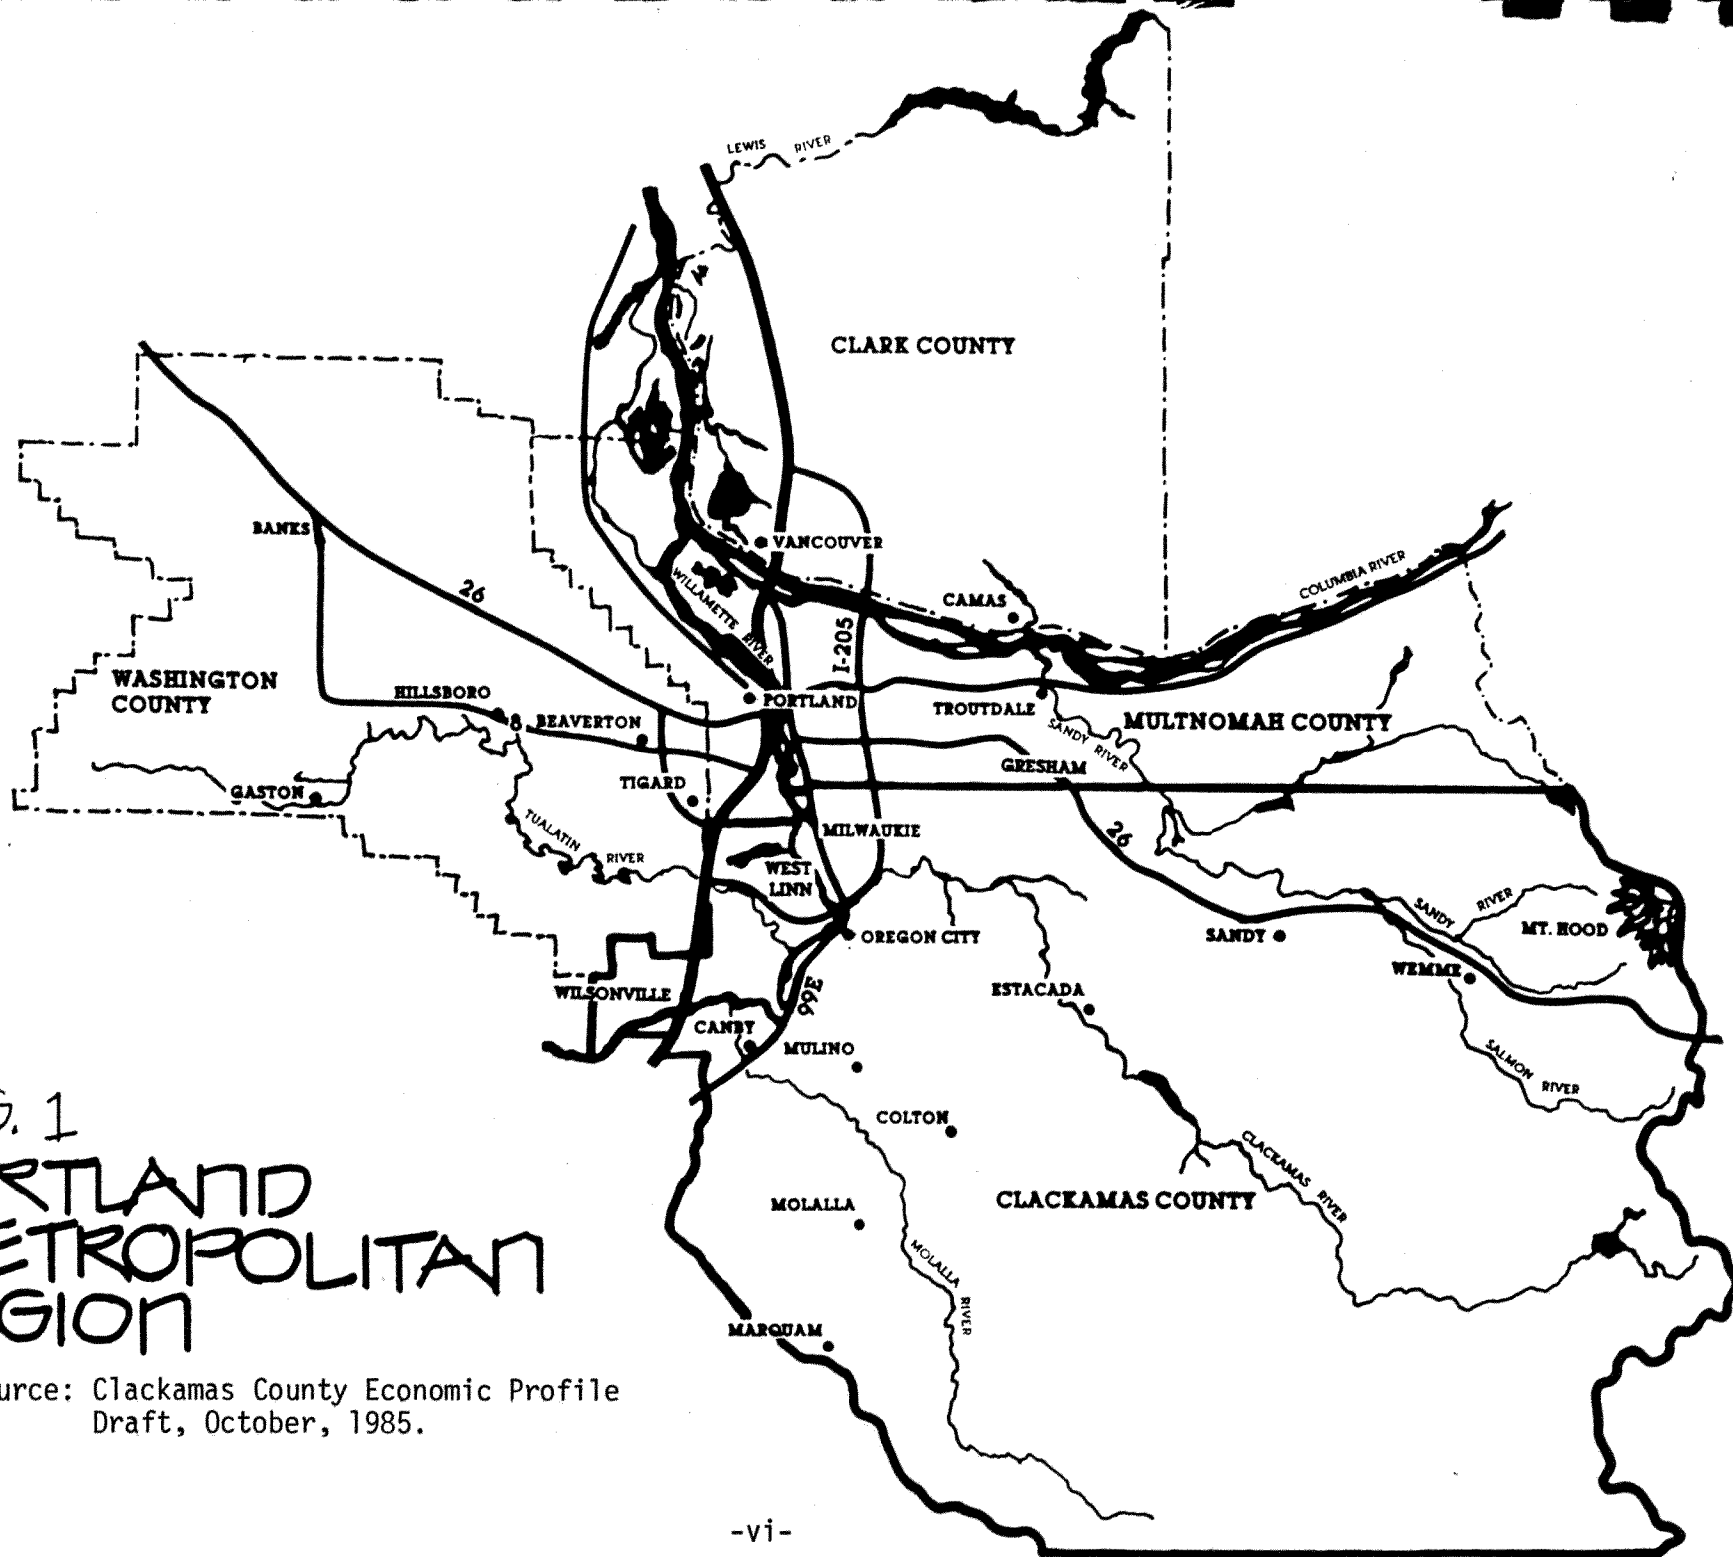 LEWIS RIVER
CLARK COUNTY
BANKS
26
VANCOUVER
WILLAMETTE RIVER
CAMAS
COLUMBIA RIVER
I-205
WASHINGTON
COUNTY
HILLSBORO
8
BEAVERTON
PORTLAND
TROUTDALE
SANDY RIVER
MULTNOMAH COUNTY
GASTON
TIGARD
GRESHAM
TUALATIN RIVER
MILWAUKIE
26
WEST
LINN
OREGON CITY
SANDY
SANDY RIVER
MT. HOOD
WEMME
WILSONVILLE
99E
ESTACADA
CANBY
MULINO
SALMON RIVER
COLTON
CLACKAMAS RIVER
MOLALLA
CLACKAMAS COUNTY
MOLALLA RIVER
MARQUAM
G. 1
RTLAND
ETROPOLITAN
GION
urce: Clackamas County Economic Profile
Draft, October, 1985.
-vi-